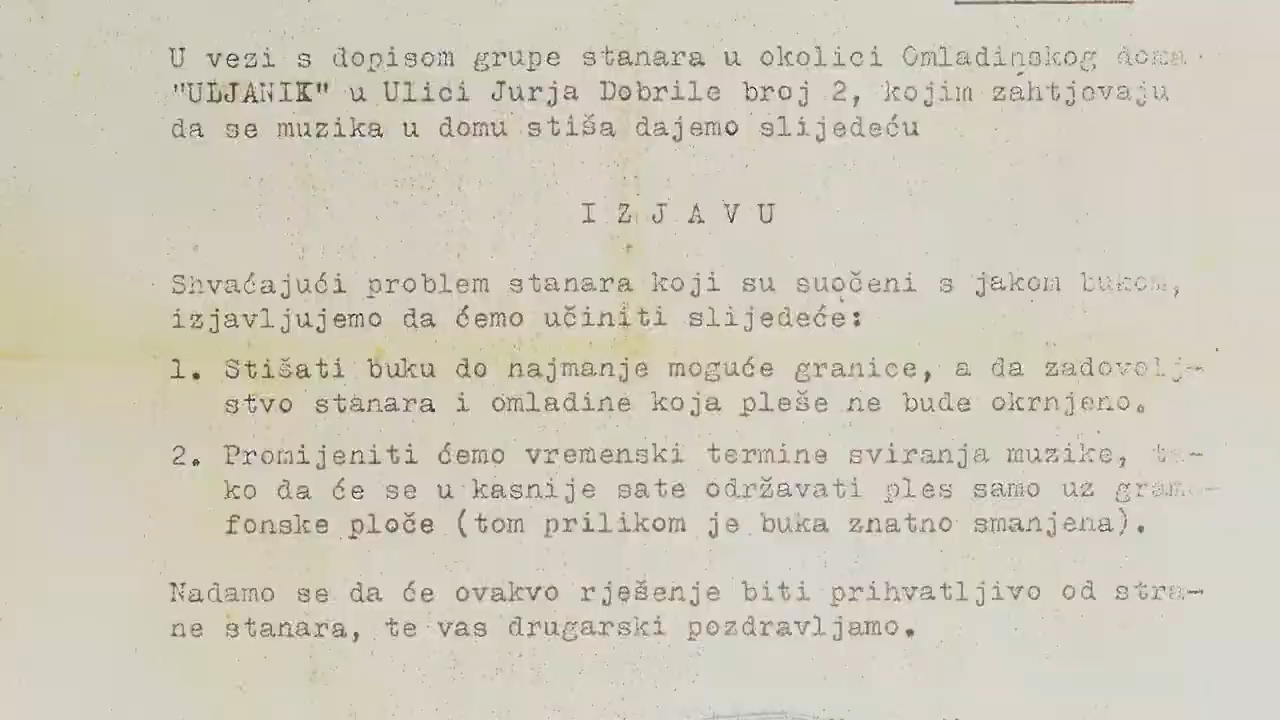 U vezi s dopisom grupe stanara u okolici Omladinskog doma
"ULJANIK" u Ulici Jurja Dobrile broj 2, kojim zahtjevaju
da se muzika u domu stiša dajemo slijedeću
I Z J A V U
Shvaćajući problem stanara koji su suočeni s jakom bukom,
izjavljujemo da ćemo učiniti slijedeće:
1. Stišati buku do najmanje moguće granice, a da zadovolj-
stvo stanara i omladine koja pleše ne bude okrnjeno.
2. Promijeniti ćemo vremenski termine sviranja muzike, ta-
ko da će se u kasnije sate održavati ples samo uz gramo-
fonske ploče (tom prilikom je buka znatno smanjena).
Nadamo se da će ovakvo rješenje biti prihvatljivo od stra-
ne stanara, te vas drugarski pozdravljamo.